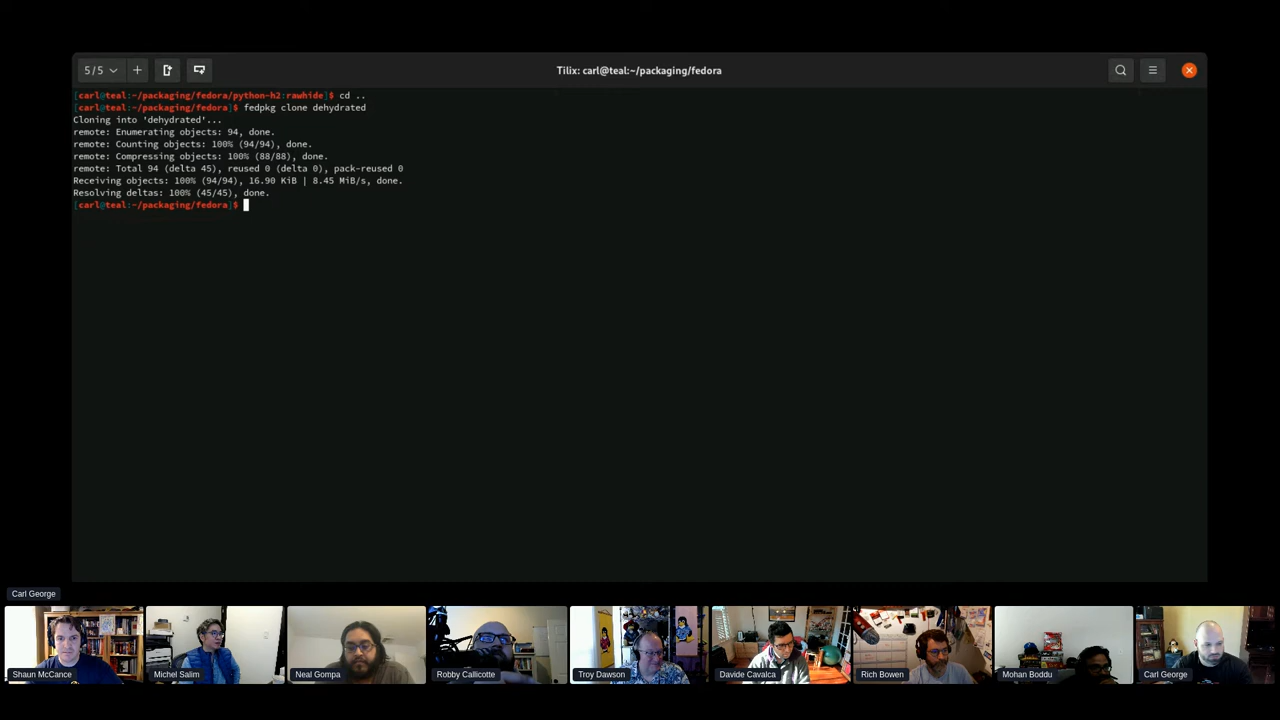 5/5
Tilix: carl@teal:~/packaging/fedora
[carl@teal:~/packaging/fedora/python-h2:rawhide]$ cd ..
[carl@teal:~/packaging/fedora]$ fedpkg clone dehydrated
Cloning into 'dehydrated'...
remote: Enumerating objects: 94, done.
remote: Counting objects: 100% (94/94), done.
remote: Compressing objects: 100% (88/88), done.
remote: Total 94 (delta 45), reused 0 (delta 0), pack-reused 0
Receiving objects: 100% (94/94), 16.90 KiB | 8.45 MiB/s, done.
Resolving deltas: 100% (45/45), done.
[carl@teal:~/packaging/fedora]$
Carl George
Shaun McCance
Michel Salim
Neal Gompa
Robby Callicotte
Troy Dawson
Davide Cavalca
Rich Bowen
Mohan Boddu
Carl George